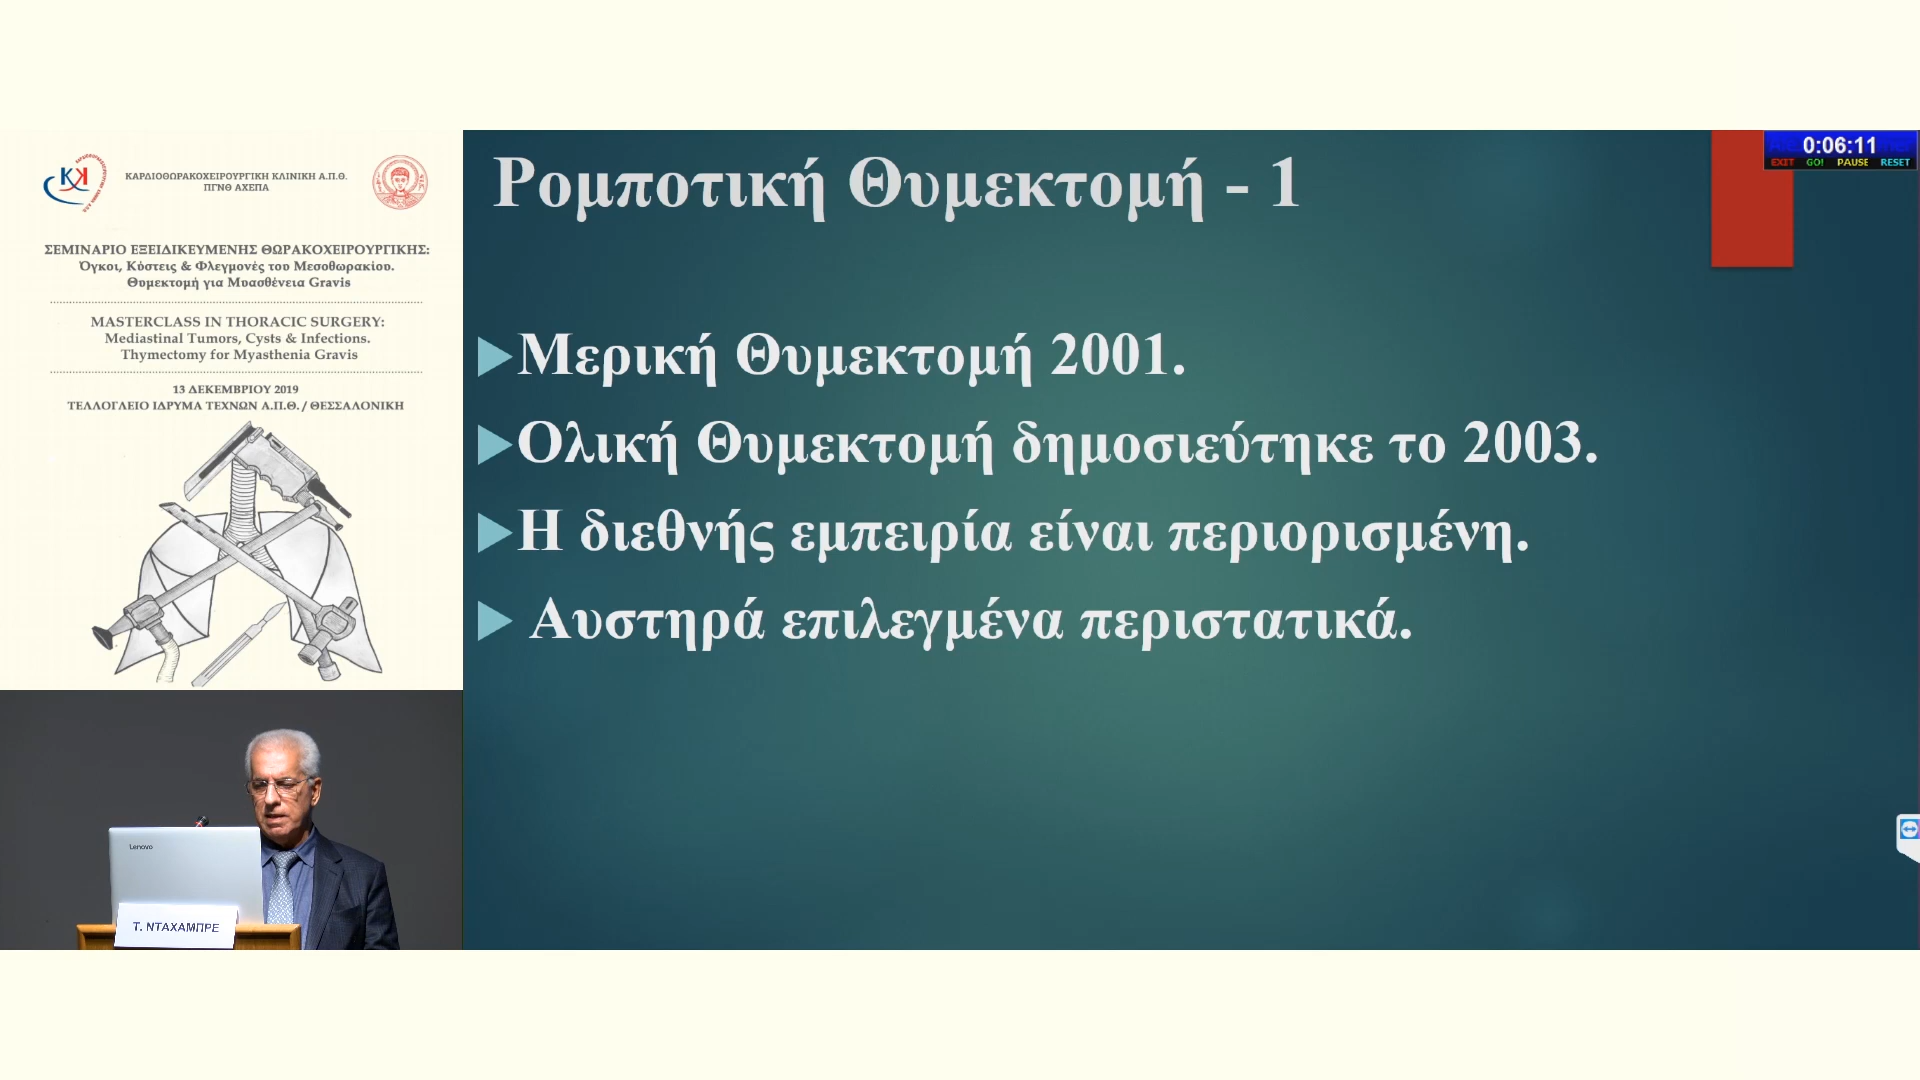 ΚΑΡΔΙΟΘΩΡΑΚΟΧΕΙΡΟΥΡΓΙΚΗ ΚΛΙΝΙΚΗ Α.Π.Θ.
ΠΓΝΘ ΑΧΕΠΑ
ΣΕΜΙΝΑΡΙΟ ΕΞΕΙΔΙΚΕΥΜΕΝΗΣ ΘΩΡΑΚΟΧΕΙΡΟΥΡΓΙΚΗΣ:
Όγκοι, Κύστεις & Φλεγμονές του Μεσοθωρακίου.
Θυμεκτομή για Μυασθένεια Gravis
MASTERCLASS IN THORACIC SURGERY:
Mediastinal Tumors, Cysts & Infections.
Thymectomy for Myasthenia Gravis
13 ΔΕΚΕΜΒΡΙΟΥ 2019
ΤΕΛΛΟΓΛΕΙΟ ΙΔΡΥΜΑ ΤΕΧΝΩΝ Α.Π.Θ. / ΘΕΣΣΑΛΟΝΙΚΗ
Lenovo
Τ. ΝΤΑΧΑΜΠΡΕ
Ρομποτική Θυμεκτομή - 1
Μερική Θυμεκτομή 2001.
Ολική Θυμεκτομή δημοσιεύτηκε το 2003.
Η διεθνής εμπειρία είναι περιορισμένη.
Αυστηρά επιλεγμένα περιστατικά.
0:06:11
EXIT GO! PAUSE RESET